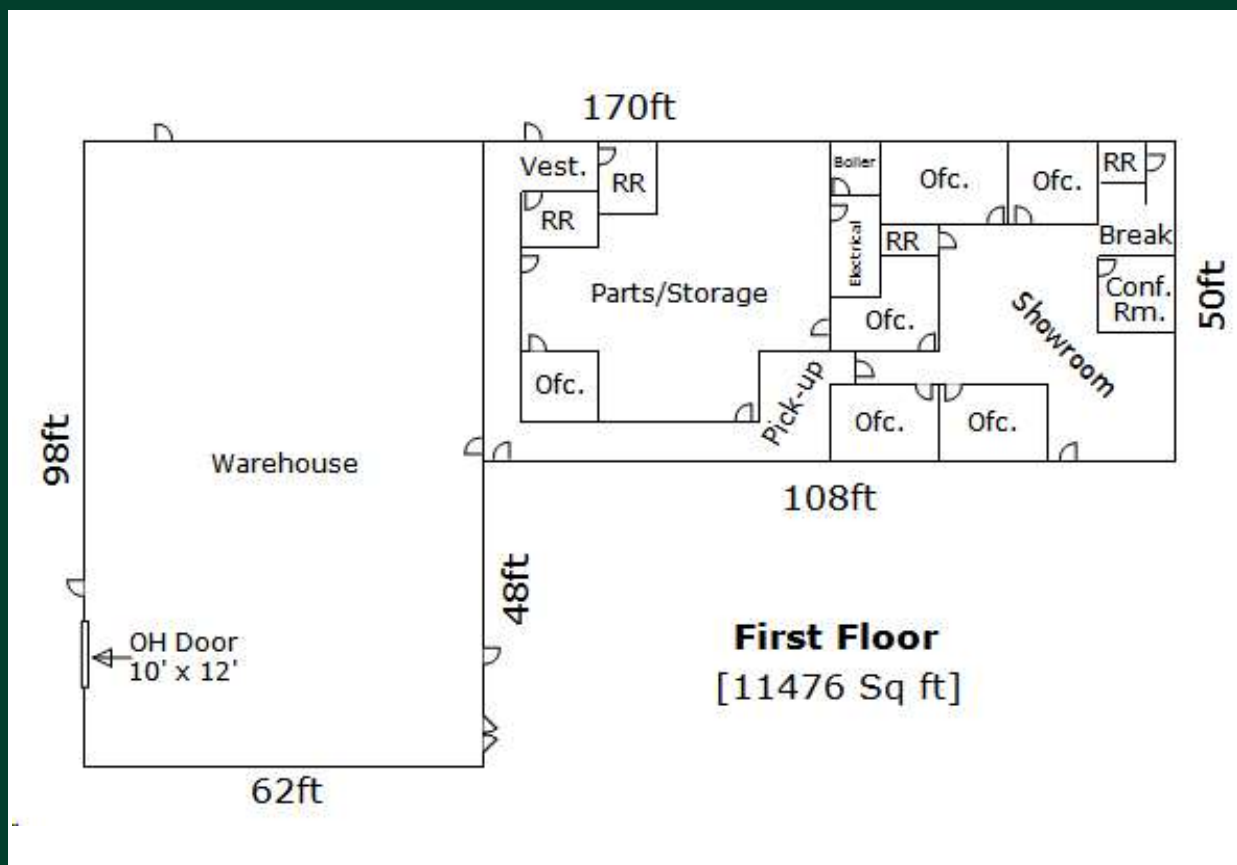 170ft
Vest.
RR
RR
Boiler
Ofc.
Ofc.
RR
Electrical
RR
Break
Parts/Storage
Conf.
Rm.
50ft
Showroom
Ofc.
Ofc.
Pick-up
Ofc.
Ofc.
98ft
Warehouse
108ft
48ft
OH Door
10' x 12'
First Floor
[11476 Sq ft]
62ft